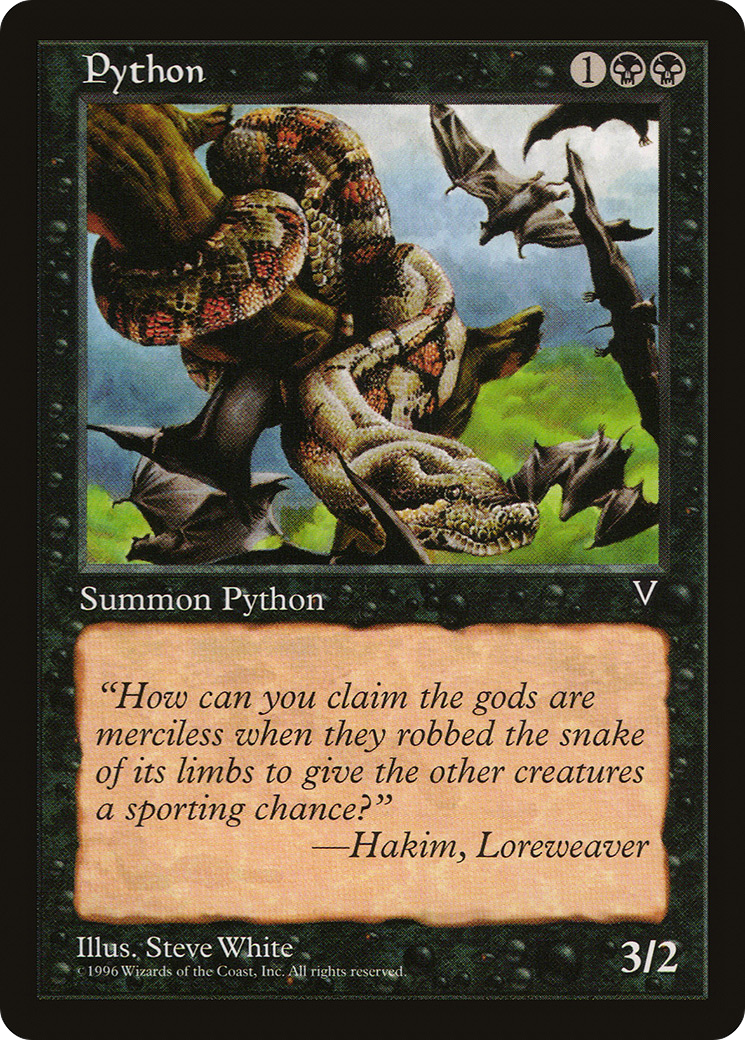 Python 1
Summon Python V
“How can you claim the gods are
merciless when they robbed the snake
of its limbs to give the other creatures
a sporting chance?”
—Hakim, Loreweaver
Illus. Steve White
©1996 Wizards of the Coast, Inc. All rights reserved.
3/2